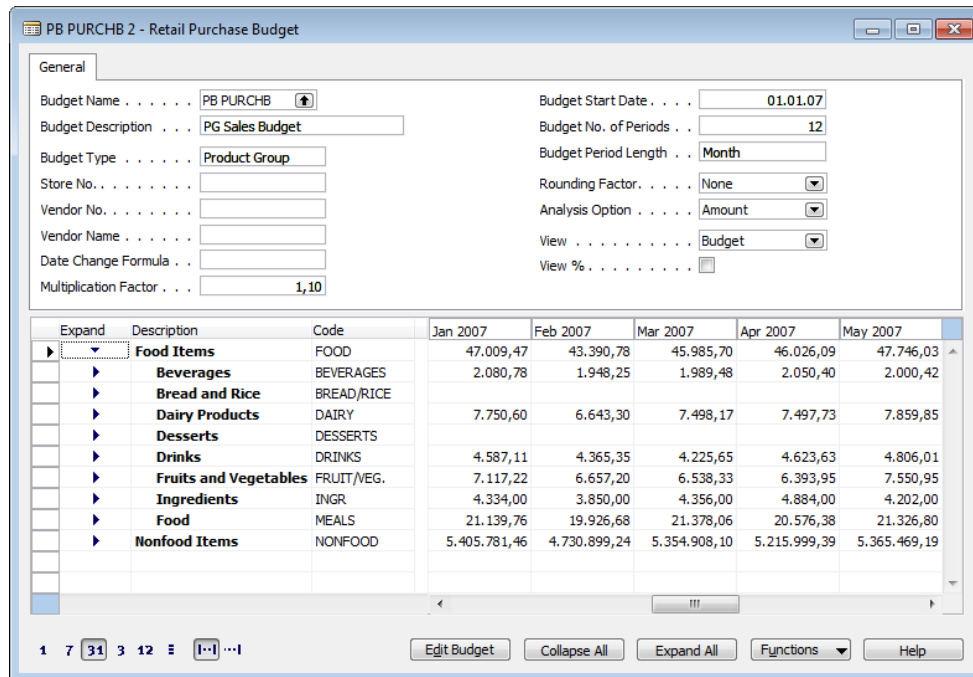 PB PURCHB 2 - Retail Purchase Budget
General
Budget Name . . . . . . PB PURCHB
Budget Start Date . . . . 01.01.07
Budget Description . . . PG Sales Budget
Budget No. of Periods . . 12
Budget Type . . . . . . Product Group
Budget Period Length . . Month
Store No. . . . . . . . .
Rounding Factor. . . . . None
Vendor No. . . . . . . .
Analysis Option . . . . . Amount
Vendor Name . . . . . .
View . . . . . . . . . . Budget
Date Change Formula . .
View % . . . . . . . . .
Multiplication Factor . . . 1,10
Expand Description Code Jan 2007 Feb 2007 Mar 2007 Apr 2007 May 2007
Food Items FOOD 47.009,47 43.390,78 45.985,70 46.026,09 47.746,03
Beverages BEVERAGES 2.080,78 1.948,25 1.989,48 2.050,40 2.000,42
Bread and Rice BREAD/RICE
Dairy Products DAIRY 7.750,60 6.643,30 7.498,17 7.497,73 7.859,85
Desserts DESSERTS
Drinks DRINKS 4.587,11 4.365,35 4.225,65 4.623,63 4.806,01
Fruits and Vegetables FRUIT/VEG. 7.117,22 6.657,20 6.538,33 6.393,95 7.550,95
Ingredients INGR 4.334,00 3.850,00 4.356,00 4.884,00 4.202,00
Food MEALS 21.139,76 19.926,68 21.378,06 20.576,38 21.326,80
Nonfood Items NONFOOD 5.405.781,46 4.730.899,24 5.354.908,10 5.215.999,39 5.365.469,19
1 7 31 3 12 Edit Budget Collapse All Expand All Functions Help